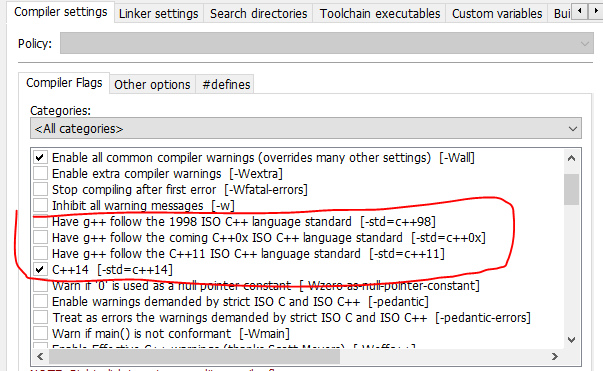 Compiler settings Linker settings Search directories Toolchain executables Custom variables Bui
Policy:
Compiler Flags Other options #defines
Categories:
<All categories>
Enable all common compiler warnings (overrides many other settings) [-Wall]
Enable extra compiler warnings [-Wextra]
Stop compiling after first error [-Wfatal-errors]
Inhibit all warning messages [-w]
Have g++ follow the 1998 ISO C++ language standard [-std=c++98]
Have g++ follow the coming C++0x ISO C++ language standard [-std=c++0x]
Have g++ follow the C++11 ISO C++ language standard [-std=c++11]
C++14 [-std=c++14]
Warn if '0' is used as a null pointer constant [-Wzero-as-null-pointer-constant]
Enable warnings demanded by strict ISO C and ISO C++ [-pedantic]
Treat as errors the warnings demanded by strict ISO C and ISO C++ [-pedantic-errors]
Warn if main() is not conformant [-Wmain]
Enable Effective-C++ warnings (thanks Scott Meyers) [-Weffc++]